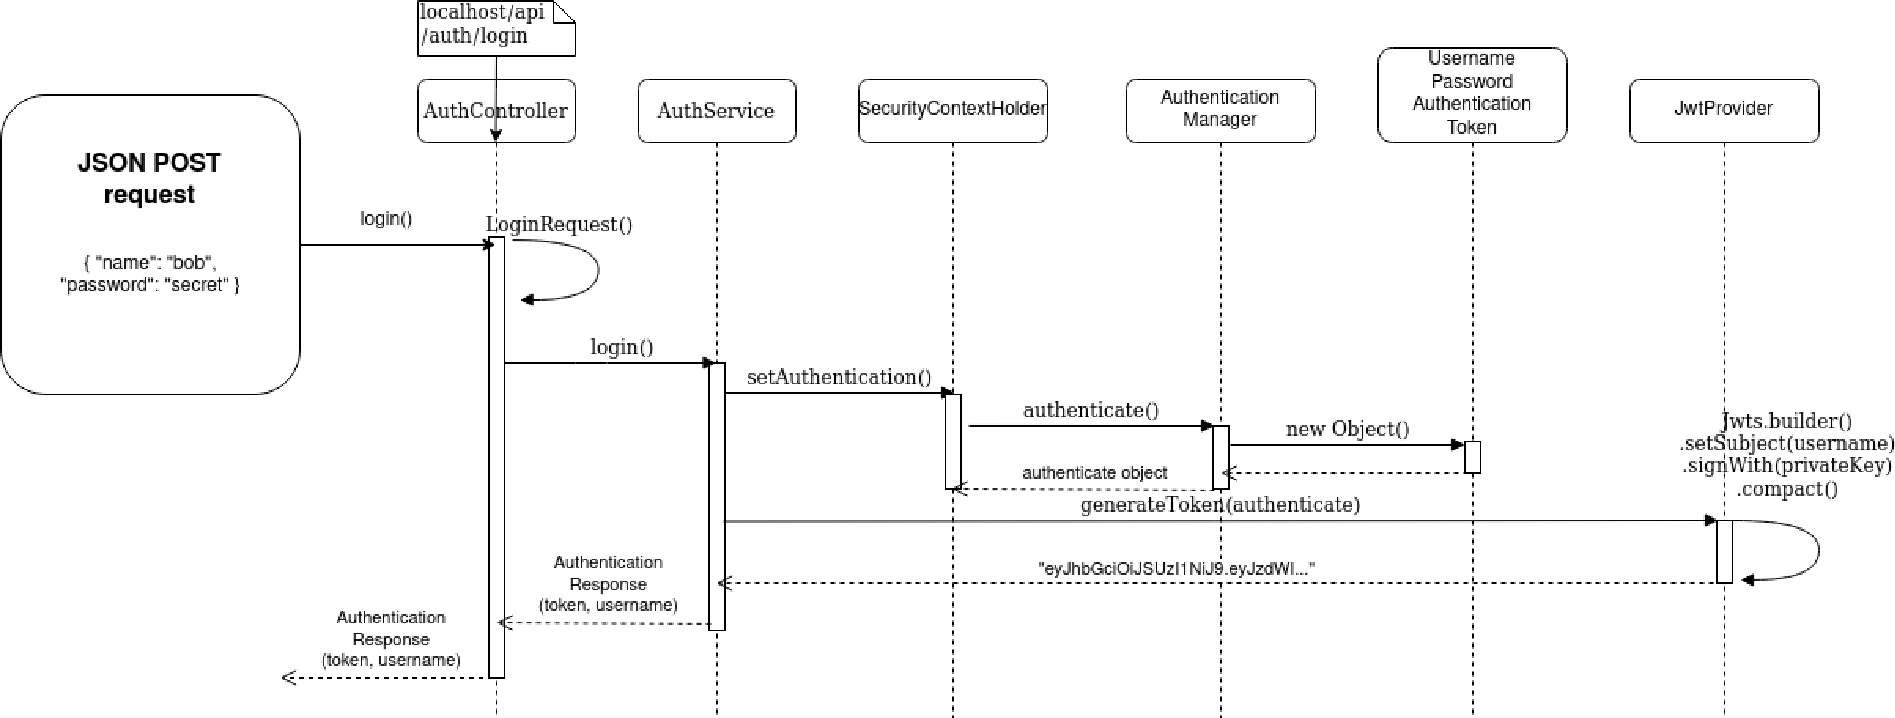 localhost/api
/auth/login
AuthController
AuthService
SecurityContextHolder
Authentication
Manager
Username
Password
Authentication
Token
JwtProvider
JSON POST
request
{ "name": "bob",
"password": "secret" }
login()
LoginRequest()
login()
setAuthentication()
authenticate()
new Object()
authenticate object
Jwts.builder()
.setSubject(username)
.signWith(privateKey)
.compact()
generateToken(authenticate)
"eyJhbGciOiJSUzI1NiJ9.eyJzdWI..."
Authentication
Response
(token, username)
Authentication
Response
(token, username)